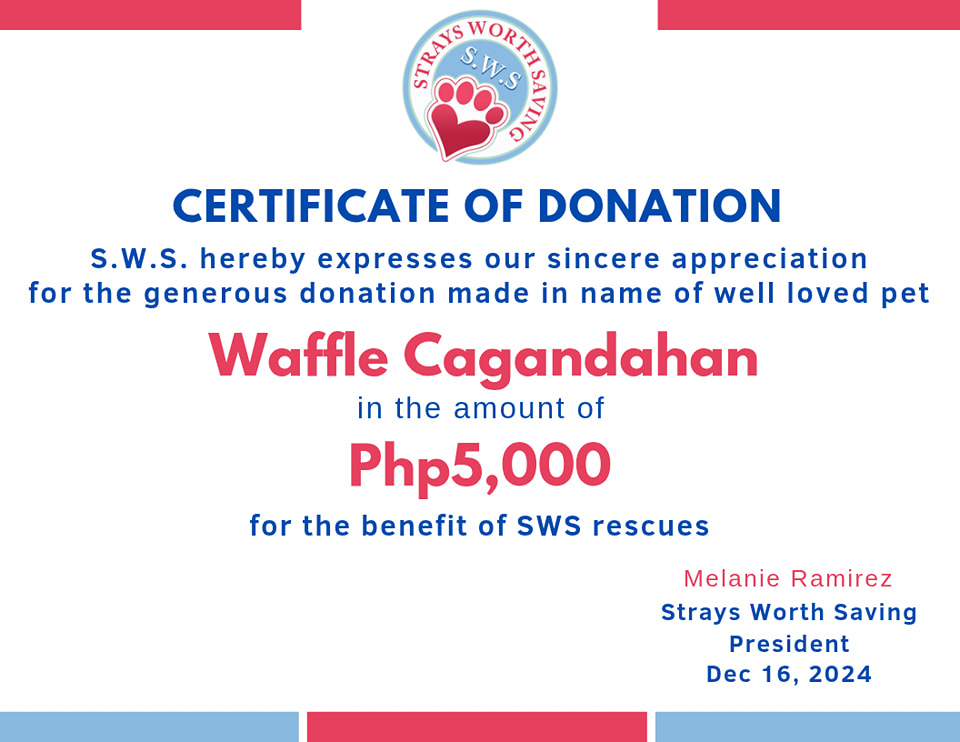 STRAYS WORTH SAVING
S.W.S
CERTIFICATE OF DONATION
S.W.S. hereby expresses our sincere appreciation
for the generous donation made in name of well loved pet
Waffle Cagandahan
in the amount of
Php5,000
for the benefit of SWS rescues
Melanie Ramirez
Strays Worth Saving
President
Dec 16, 2024